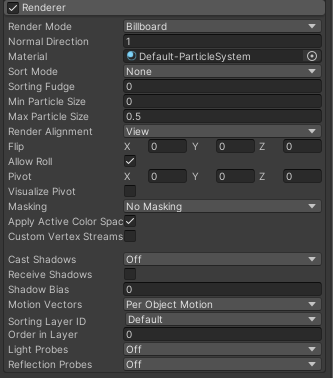 Renderer
Render Mode Billboard
Normal Direction 1
Material Default-ParticleSystem
Sort Mode None
Sorting Fudge 0
Min Particle Size 0
Max Particle Size 0.5
Render Alignment View
Flip X 0 Y 0 Z 0
Allow Roll
Pivot X 0 Y 0 Z 0
Visualize Pivot
Masking No Masking
Apply Active Color Spac
Custom Vertex Streams
Cast Shadows Off
Receive Shadows
Shadow Bias 0
Motion Vectors Per Object Motion
Sorting Layer ID Default
Order in Layer 0
Light Probes Off
Reflection Probes Off